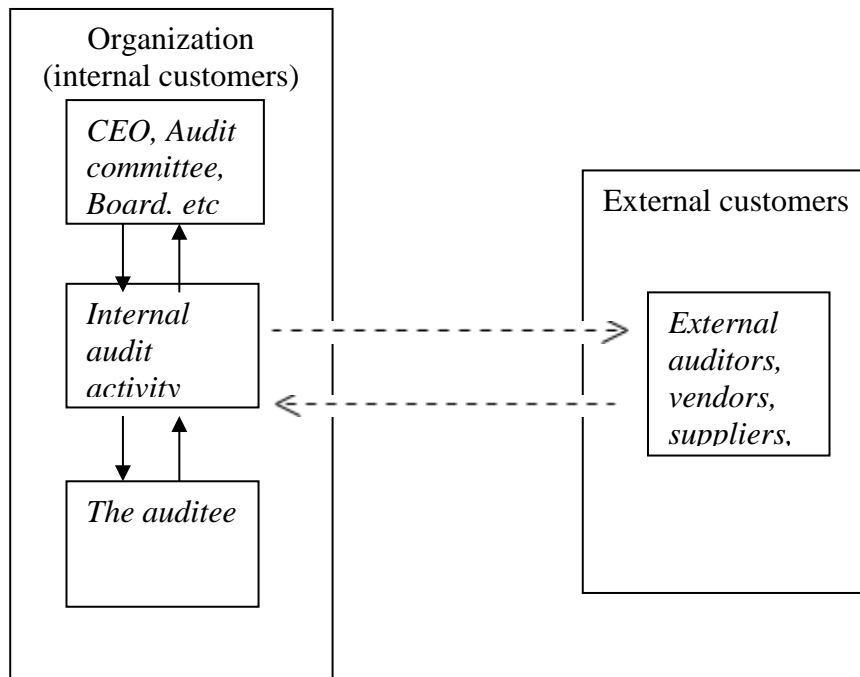 Organization
(internal customers)
CEO, Audit
committee,
Board. etc
Internal
audit
activity
The auditee
External customers
External
auditors,
vendors,
suppliers,